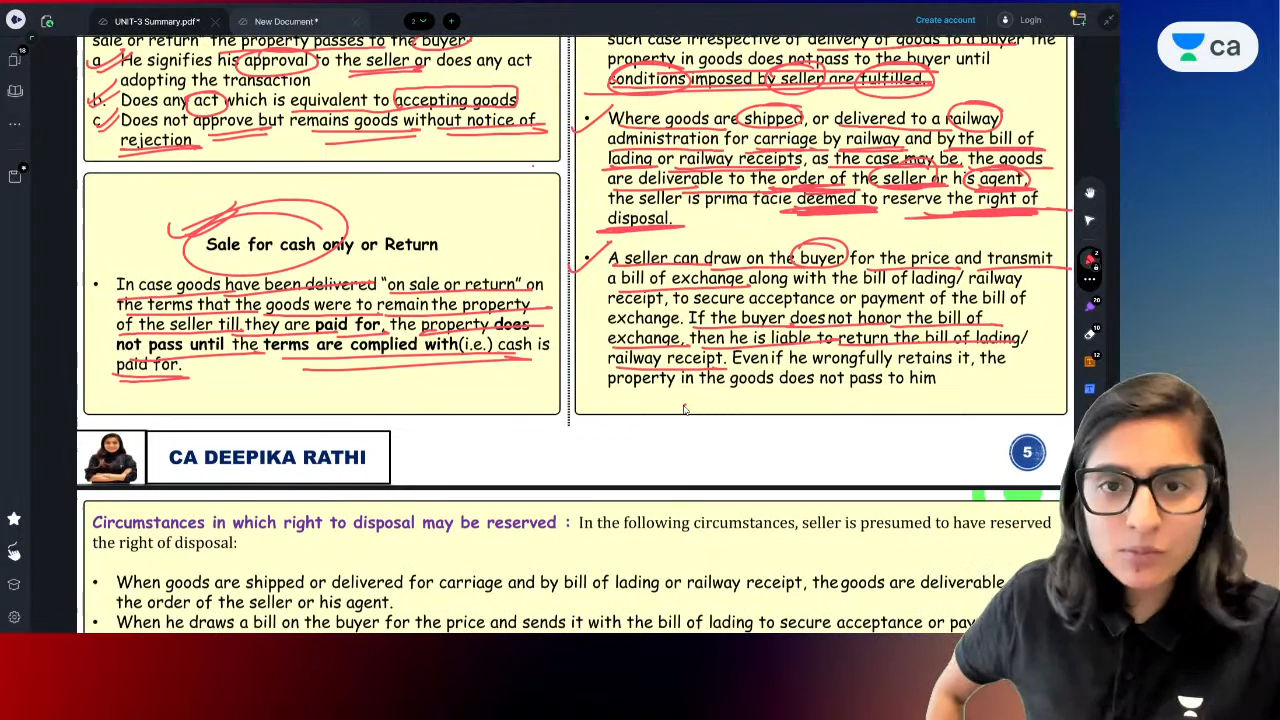 UNIT-3 Summary.pdf*
New Document*
2
Create account
Login
ca
18
sale or return" the property passes to the buyer
a. He signifies his approval to the seller or does any act
adopting the transaction
b. Does any act which is equivalent to accepting goods
c. Does not approve but remains goods without notice of
rejection
Sale for cash only or Return
• In case goods have been delivered "on sale or return" on
the terms that the goods were to remain the property
of the seller till they are paid for, the property does
not pass until the terms are complied with(i.e.) cash is
paid for.
such case irrespective of delivery of goods to a buyer the
property in goods does not pass to the buyer until
conditions imposed by seller are fulfilled.
• Where goods are shipped, or delivered to a railway
administration for carriage by railway and by the bill of
lading or railway receipts, as the case may be, the goods
are deliverable to the order of the seller or his agent,
the seller is prima facie deemed to reserve the right of
disposal.
• A seller can draw on the buyer for the price and transmit
a bill of exchange along with the bill of lading/ railway
receipt, to secure acceptance or payment of the bill of
exchange. If the buyer does not honor the bill of
exchange, then he is liable to return the bill of lading/
railway receipt. Even if he wrongfully retains it, the
property in the goods does not pass to him
CA DEEPIKA RATHI
5
Circumstances in which right to disposal may be reserved : In the following circumstances, seller is presumed to have reserved
the right of disposal:
• When goods are shipped or delivered for carriage and by bill of lading or railway receipt, the goods are deliverable
the order of the seller or his agent.
• When he draws a bill on the buyer for the price and sends it with the bill of lading to secure acceptance or
2
20
10
12